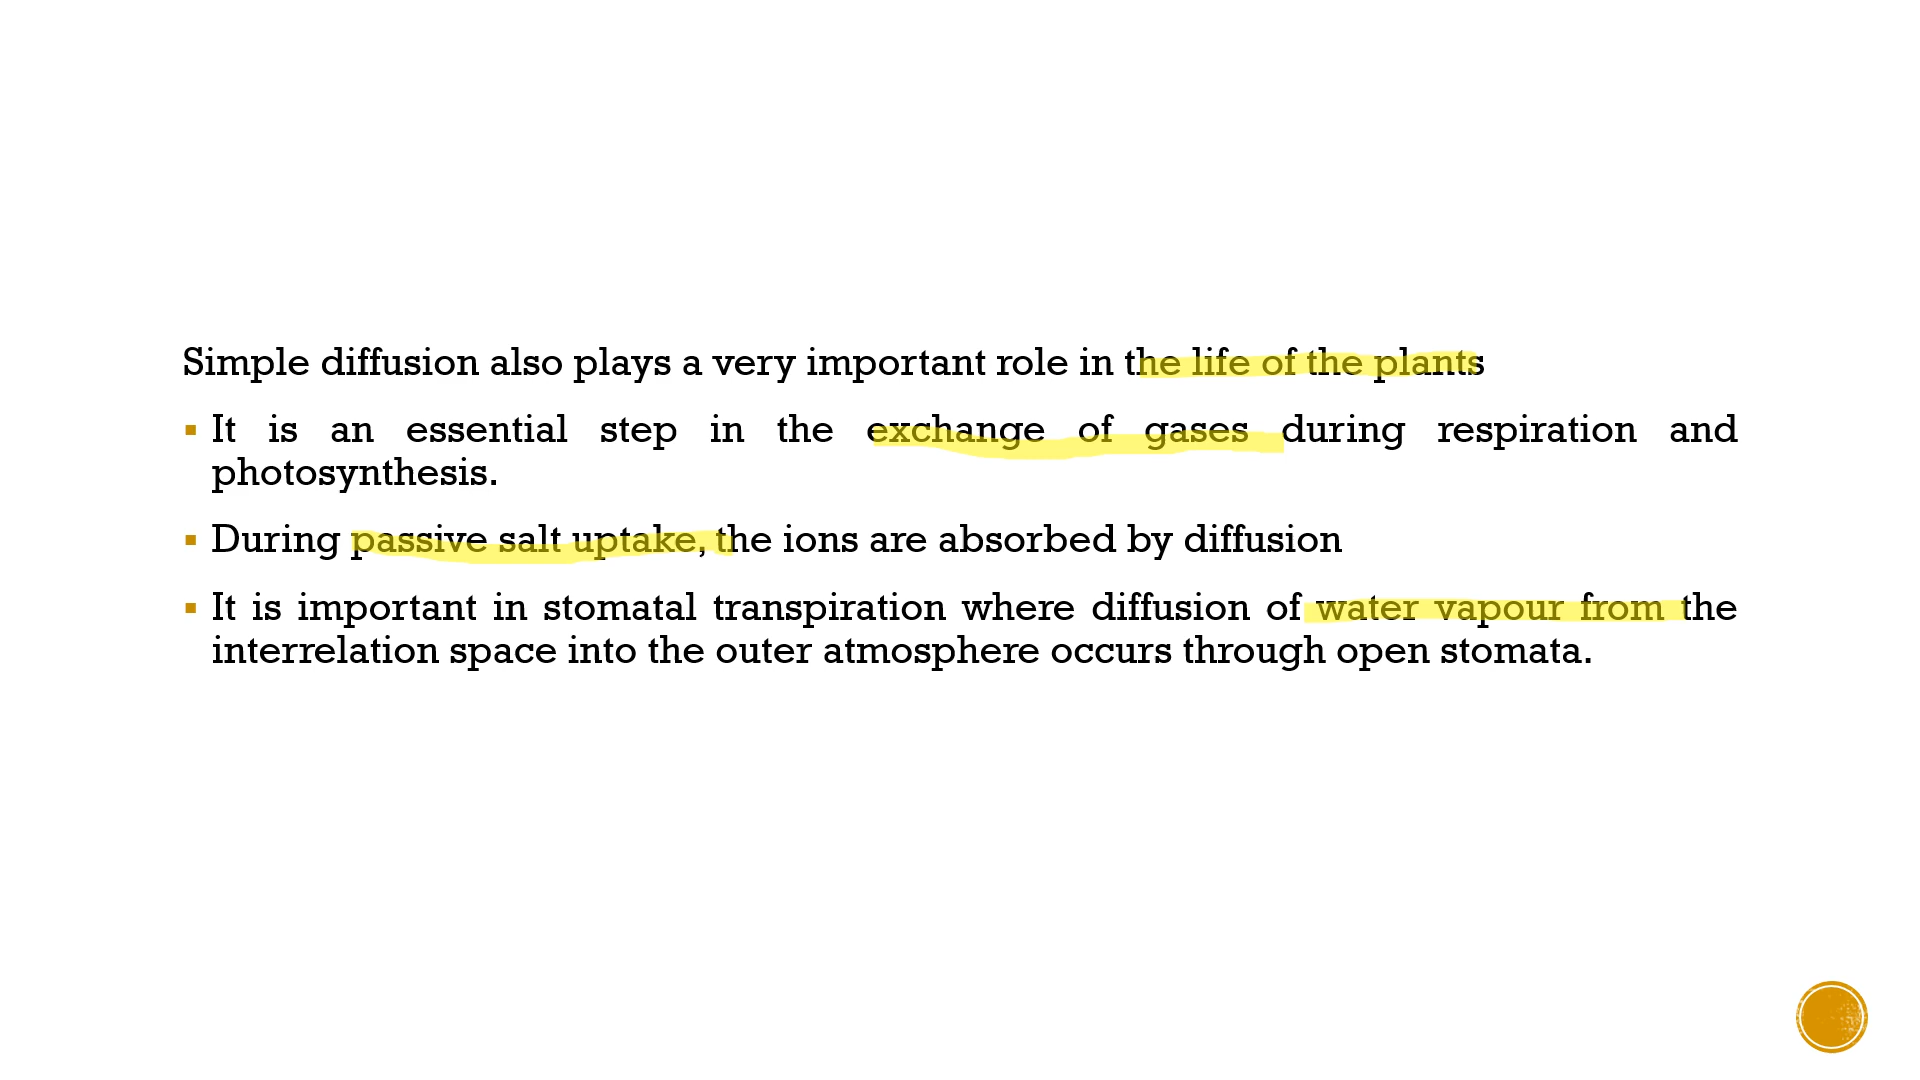 Simple diffusion also plays a very important role in the life of the plants
▪ It is an essential step in the exchange of gases during respiration and
photosynthesis.
▪ During passive salt uptake, the ions are absorbed by diffusion
▪ It is important in stomatal transpiration where diffusion of water vapour from the
interrelation space into the outer atmosphere occurs through open stomata.